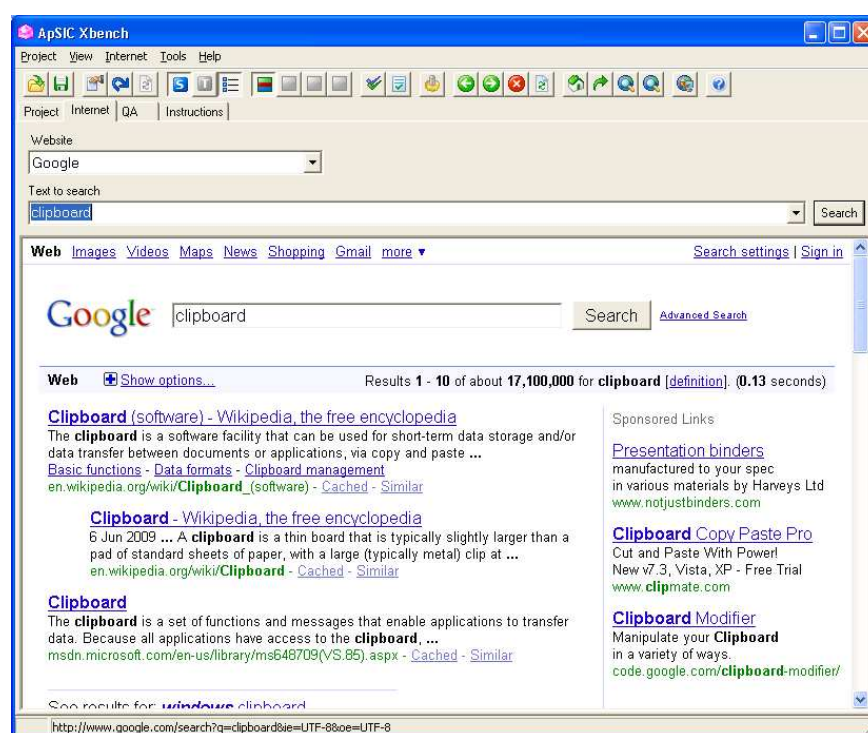 ApSIC Xbench
Project View Internet Tools Help
Project Internet QA Instructions
Website
Google
Text to search
clipboard Search
Web Images Videos Maps News Shopping Gmail more ▼ Search settings | Sign in
Google clipboard Search Advanced Search
Web Show options... Results 1 - 10 of about 17,100,000 for clipboard [definition]. (0.13 seconds)
Clipboard (software) - Wikipedia, the free encyclopedia
The clipboard is a software facility that can be used for short-term data storage and/or
data transfer between documents or applications, via copy and paste ...
Basic functions - Data formats - Clipboard management
en.wikipedia.org/wiki/Clipboard_(software) - Cached - Similar
Clipboard - Wikipedia, the free encyclopedia
6 Jun 2009 ... A clipboard is a thin board that is typically slightly larger than a
pad of standard sheets of paper, with a large (typically metal) clip at ...
en.wikipedia.org/wiki/Clipboard - Cached - Similar
Clipboard
The clipboard is a set of functions and messages that enable applications to transfer
data. Because all applications have access to the clipboard, ...
msdn.microsoft.com/en-us/library/ms648709(VS.85).aspx - Cached - Similar
See results for: windows clipboard
Sponsored Links
Presentation binders
manufactured to your spec
in various materials by Harveys Ltd
www.notjustbinders.com
Clipboard Copy Paste Pro
Cut and Paste With Power!
New v7.3, Vista, XP - Free Trial
www.clipmate.com
Clipboard Modifier
Manipulate your Clipboard
in a variety of ways.
code.google.com/clipboard-modifier/
http://www.google.com/search?q=clipboard&ie=UTF-8&oe=UTF-8